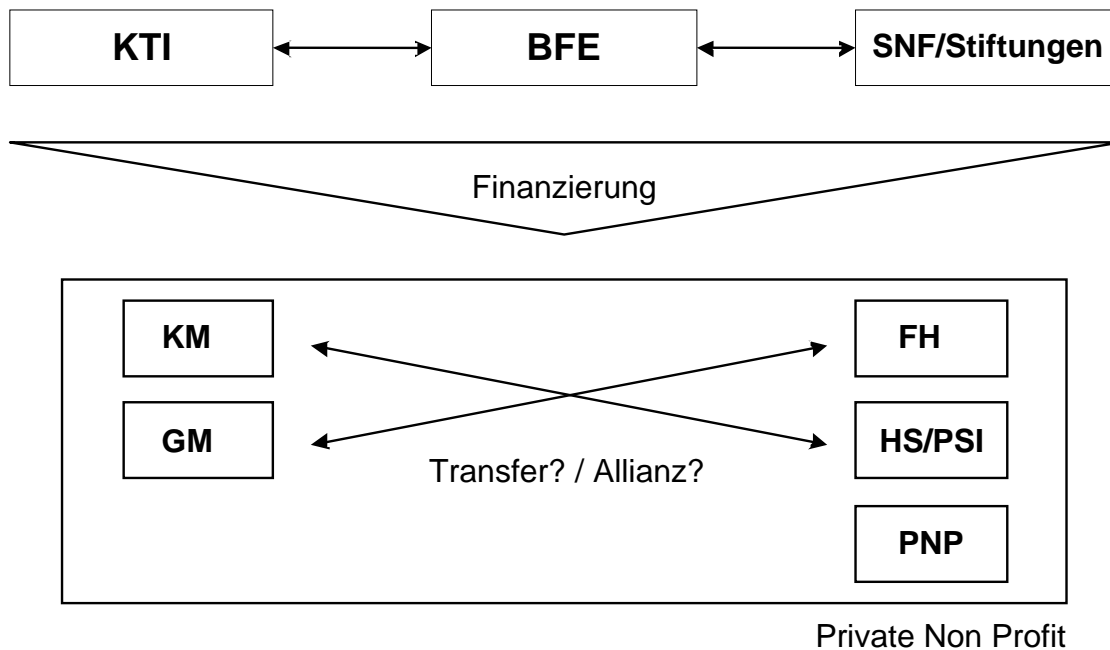 KTI
BFE
SNF/Stiftungen
Finanzierung
KM
FH
GM
HS/PSI
Transfer? / Allianz?
PNP
Private Non Profit